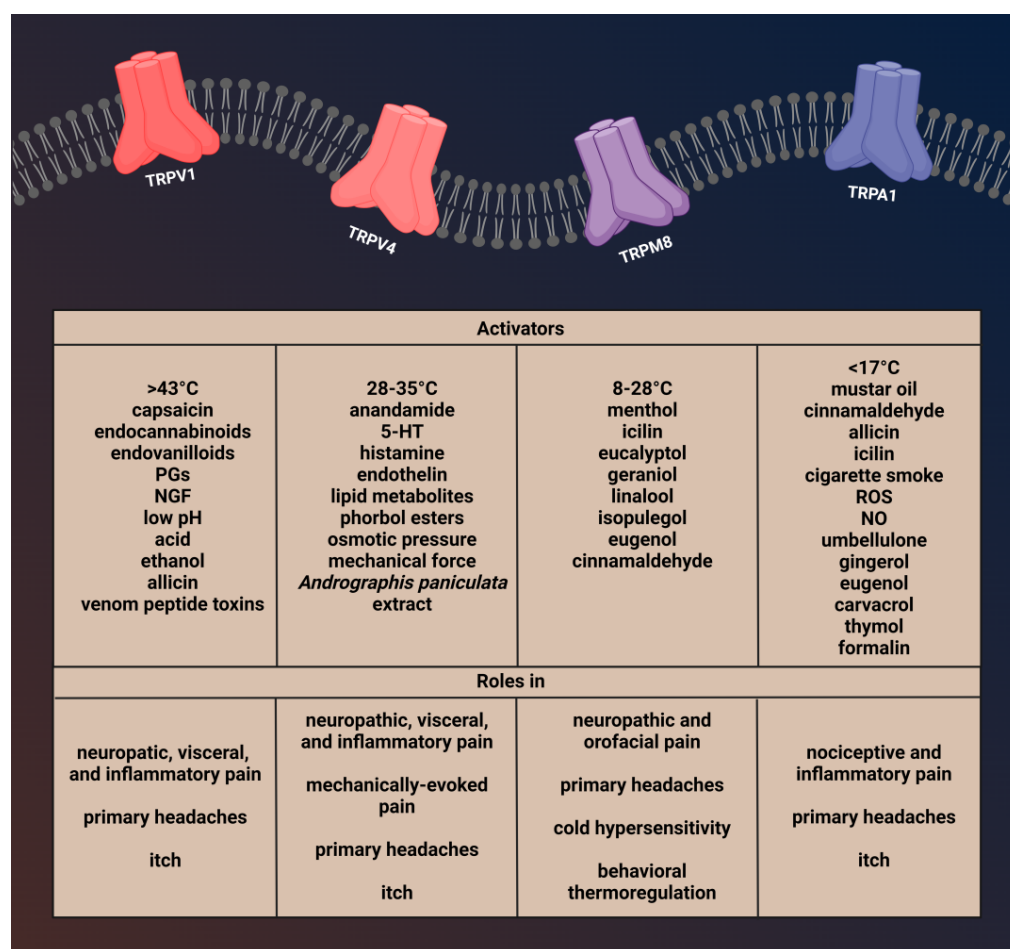 TRPV1
TRPV4
TRPM8
TRPA1
Activators
>43°C
capsaicin
endocannabinoids
endovanilloids
PGs
NGF
low pH
acid
ethanol
allicin
venom peptide toxins
28-35°C
anandamide
5-HT
histamine
endothelin
lipid metabolites
phorbol esters
osmotic pressure
mechanical force
Andrographis paniculata
extract
8-28°C
menthol
icilin
eucalyptol
geraniol
linalool
isopulegol
eugenol
cinnamaldehyde
<17°C
mustar oil
cinnamaldehyde
allicin
icilin
cigarette smoke
ROS
NO
umbellulone
gingerol
eugenol
carvacrol
thymol
formalin
Roles in
neuropatic, visceral,
and inflammatory pain
primary headaches
itch
neuropathic, visceral,
and inflammatory pain
mechanically-evoked
pain
primary headaches
itch
neuropathic and
orofacial pain
primary headaches
cold hypersensitivity
behavioral
thermoregulation
nociceptive and
inflammatory pain
primary headaches
itch